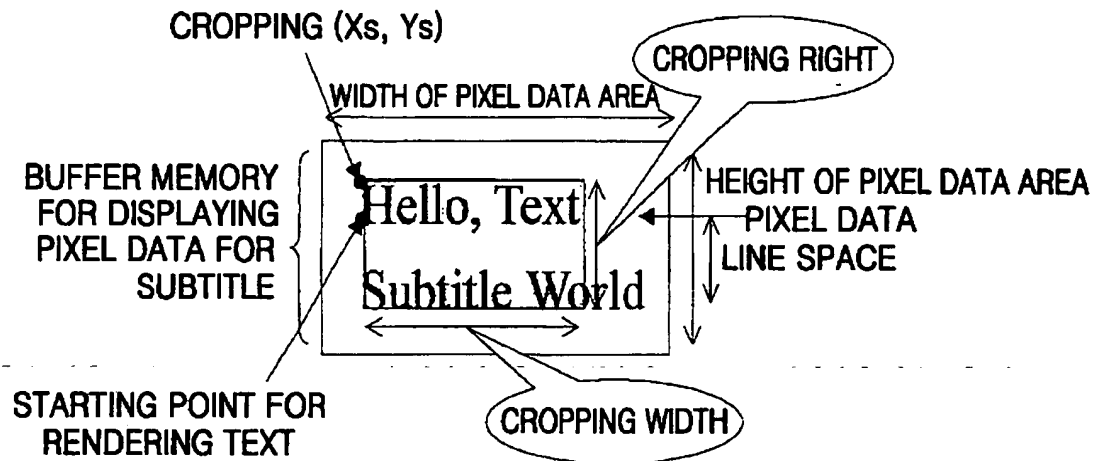 CROPPING (Xs, Ys)
CROPPING RIGHT
WIDTH OF PIXEL DATA AREA
BUFFER MEMORY
FOR DISPLAYING
PIXEL DATA FOR
SUBTITLE
Hello, Text
Subtitle World
HEIGHT OF PIXEL DATA AREA
PIXEL DATA
LINE SPACE
STARTING POINT FOR
RENDERING TEXT
CROPPING WIDTH